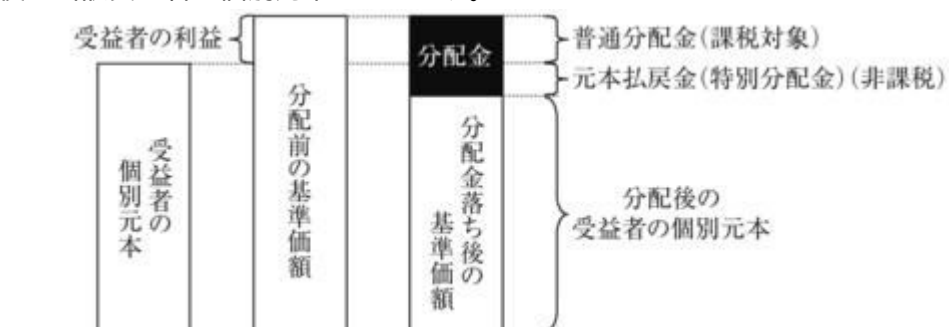 受益者の利益
分配金
普通分配金(課税対象)
元本払戻金(特別分配金)(非課税)
受益者の
個別元本
分配前の基準価額
分配金落ち後の
基準価額
分配後の
受益者の個別元本